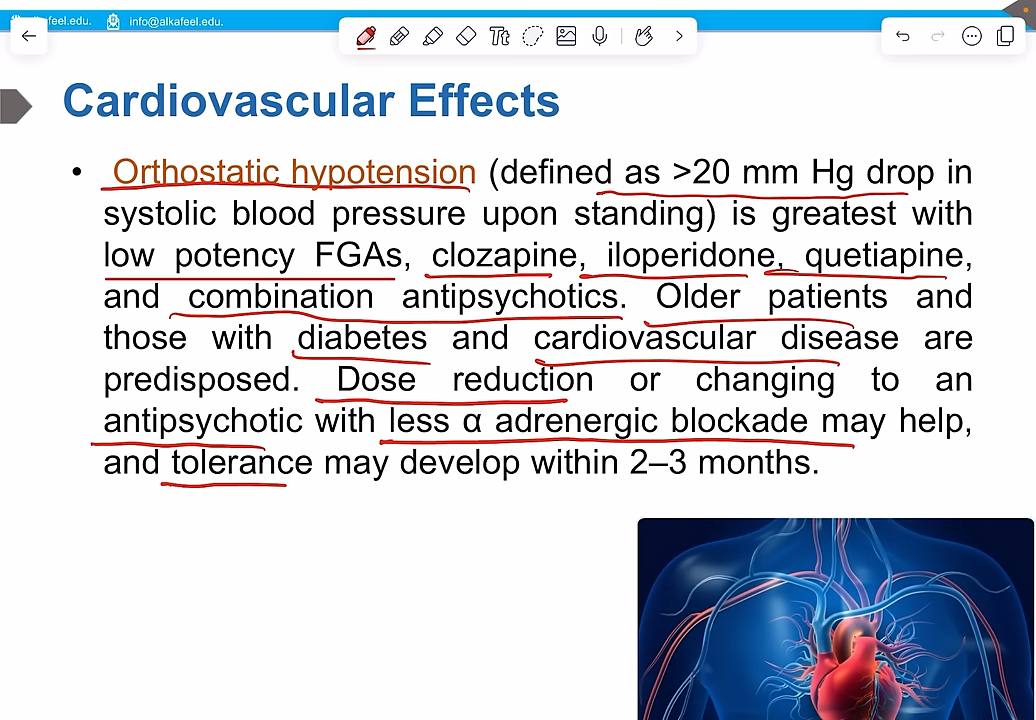 info@alkafeel.edu.
Cardiovascular Effects
• Orthostatic hypotension (defined as >20 mm Hg drop in
systolic blood pressure upon standing) is greatest with
low potency FGAs, clozapine, iloperidone, quetiapine,
and combination antipsychotics. Older patients and
those with diabetes and cardiovascular disease are
predisposed. Dose reduction or changing to an
antipsychotic with less α adrenergic blockade may help,
and tolerance may develop within 2–3 months.